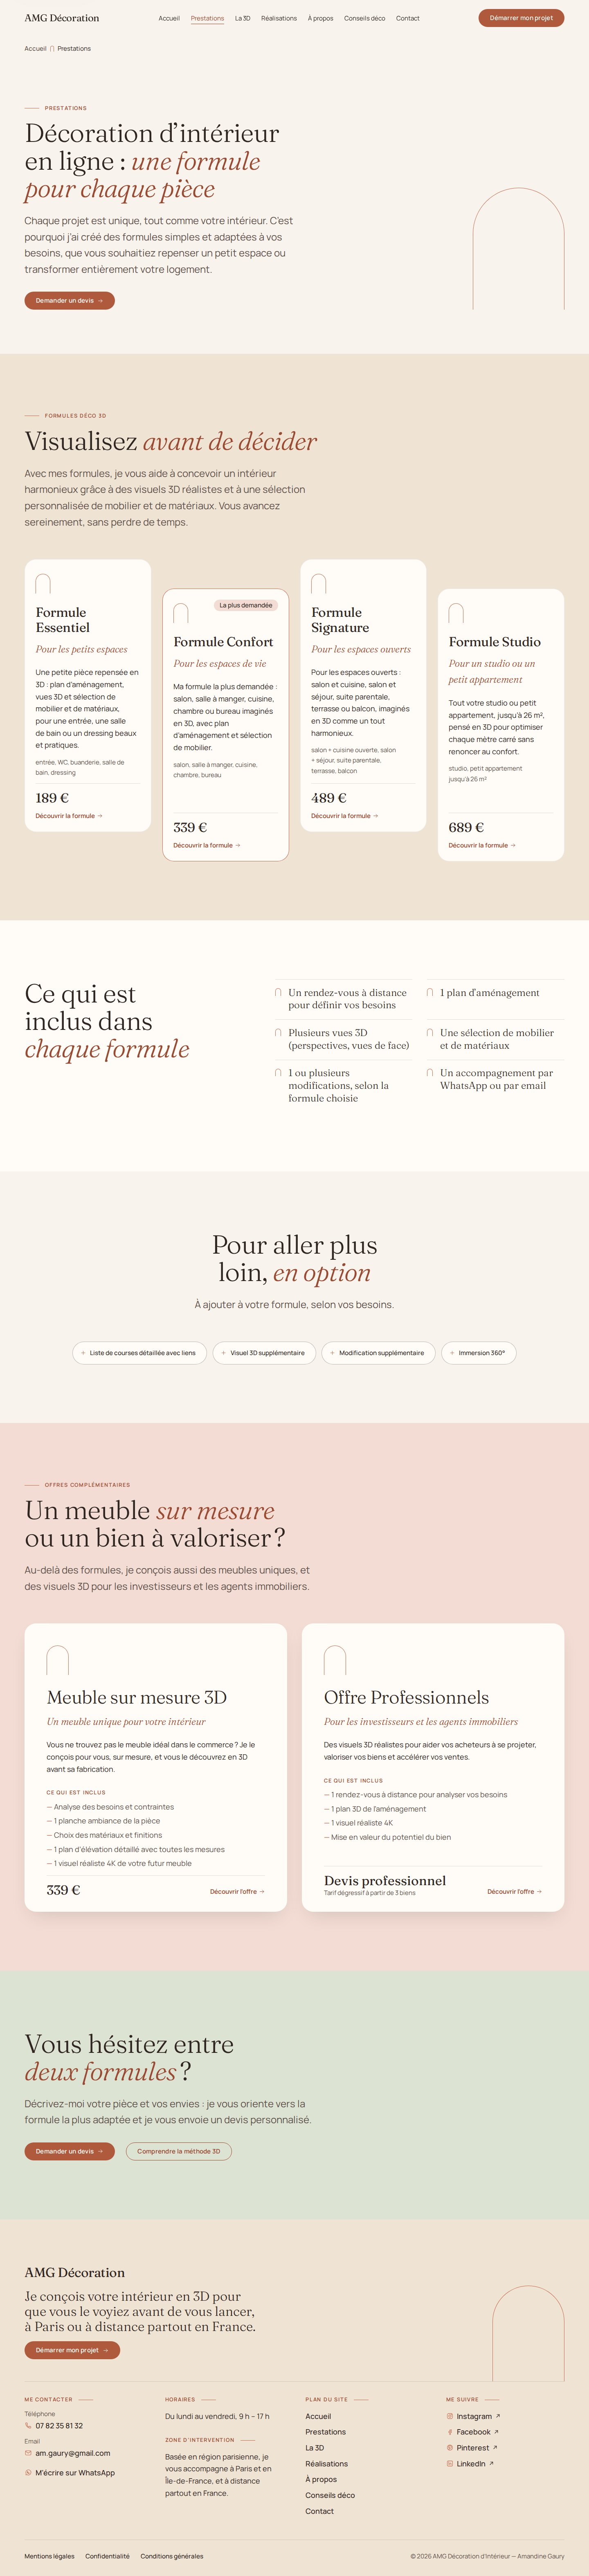 AMG Décoration
Accueil
Prestations
La 3D
Réalisations
À propos
Conseils déco
Contact
Démarrer mon projet
Accueil
Prestations
PRESTATIONS
Décoration d'intérieur
en ligne : une formule
pour chaque pièce
Chaque projet est unique, tout comme votre intérieur. C'est
pourquoi j'ai créé des formules simples et adaptées à vos
besoins, que vous souhaitiez repenser un petit espace ou
transformer entièrement votre logement.
Demander un devis →
FORMULES DÉCO 3D
Visualisez avant de décider
Avec mes formules, je vous aide à concevoir un intérieur
harmonieux grâce à des visuels 3D réalistes et à une sélection
personnalisée de mobilier et de matériaux. Vous avancez
sereinement, sans perdre de temps.
Formule
Essentiel
Pour les petits espaces
Une petite pièce repensée en
3D : plan d'aménagement,
vues 3D et sélection de
mobilier et de matériaux,
pour une entrée, une salle
de bain ou un dressing beaux
et pratiques.
entrée, WC, buanderie, salle de
bain, dressing
189 €
Découvrir la formule →
La plus demandée
Formule Confort
Pour les espaces de vie
Ma formule la plus demandée :
salon, salle à manger, cuisine,
chambre ou bureau imaginés
en 3D, avec plan
d'aménagement et sélection
de mobilier.
salon, salle à manger, cuisine,
chambre, bureau
339 €
Découvrir la formule →
Formule
Signature
Pour les espaces ouverts
Pour les espaces ouverts :
salon et cuisine, salon et
séjour, suite parentale,
terrasse ou balcon, imaginés
en 3D comme un tout
harmonieux.
salon + cuisine ouverte, salon
+ séjour, suite parentale,
terrasse, balcon
489 €
Découvrir la formule →
Formule Studio
Pour un studio ou un
petit appartement
Tout votre studio ou petit
appartement, jusqu'à 26 m²,
pensé en 3D pour optimiser
chaque mètre carré sans
renoncer au confort.
studio, petit appartement
jusqu'à 26 m²
689 €
Découvrir la formule →
Ce qui est
inclus dans
chaque formule
Un rendez-vous à distance
pour définir vos besoins
1 plan d'aménagement
Plusieurs vues 3D
(perspectives, vues de face)
Une sélection de mobilier
et de matériaux
1 ou plusieurs
modifications, selon la
formule choisie
Un accompagnement par
WhatsApp ou par email
Pour aller plus
loin, en option
À ajouter à votre formule, selon vos besoins.
+ Liste de courses détaillée avec liens
+ Visuel 3D supplémentaire
+ Modification supplémentaire
+ Immersion 360°
OFFRES COMPLÉMENTAIRES
Un meuble sur mesure
ou un bien à valoriser ?
Au-delà des formules, je conçois aussi des meubles uniques, et
des visuels 3D pour les investisseurs et les agents immobiliers.
Meuble sur mesure 3D
Un meuble unique pour votre intérieur
Vous ne trouvez pas le meuble idéal dans le commerce ? Je le
conçois pour vous, sur mesure, et vous le découvrez en 3D
avant sa fabrication.
CE QUI EST INCLUS
— Analyse des besoins et contraintes
— 1 planche ambiance de la pièce
— Choix des matériaux et finitions
— 1 plan d'élévation détaillé avec toutes les mesures
— 1 visuel réaliste 4K de votre futur meuble
339 €
Découvrir l'offre →
Offre Professionnels
Pour les investisseurs et les agents immobiliers
Des visuels 3D réalistes pour aider vos acheteurs à se projeter,
valoriser vos biens et accélérer vos ventes.
CE QUI EST INCLUS
— 1 rendez-vous à distance pour analyser vos besoins
— 1 plan 3D de l'aménagement
— 1 visuel réaliste 4K
— Mise en valeur du potentiel du bien
Devis professionnel
Tarif dégressif à partir de 3 biens
Découvrir l'offre →
Vous hésitez entre
deux formules ?
Décrivez-moi votre pièce et vos envies : je vous oriente vers la
formule la plus adaptée et je vous envoie un devis personnalisé.
Demander un devis →
Comprendre la méthode 3D
AMG Décoration
Je conçois votre intérieur en 3D pour
que vous le voyiez avant de vous lancer,
à Paris ou à distance partout en France.
Démarrer mon projet →
ME CONTACTER
Téléphone
07 82 35 81 32
Email
am.gaury@gmail.com
M'écrire sur WhatsApp
HORAIRES
Du lundi au vendredi, 9 h – 17 h
ZONE D'INTERVENTION
Basée en région parisienne, je
vous accompagne à Paris et en
Île-de-France, et à distance
partout en France.
PLAN DU SITE
Accueil
Prestations
La 3D
Réalisations
À propos
Conseils déco
Contact
ME SUIVRE
Instagram ↗
Facebook ↗
Pinterest ↗
LinkedIn ↗
Mentions légales
Confidentialité
Conditions générales
© 2026 AMG Décoration d'Intérieur — Amandine Gaury